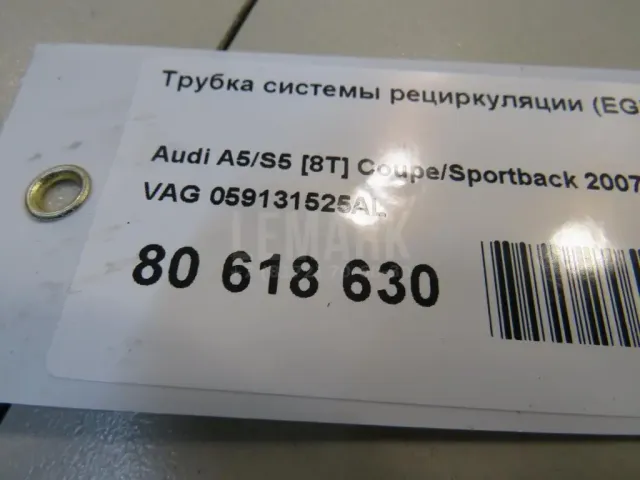 Трубка системы рециркуляции (EG
Audi A5/S5 [8T] Coupe/Sportback 2007
VAG 059131525AL
LEMARK
80 618 630